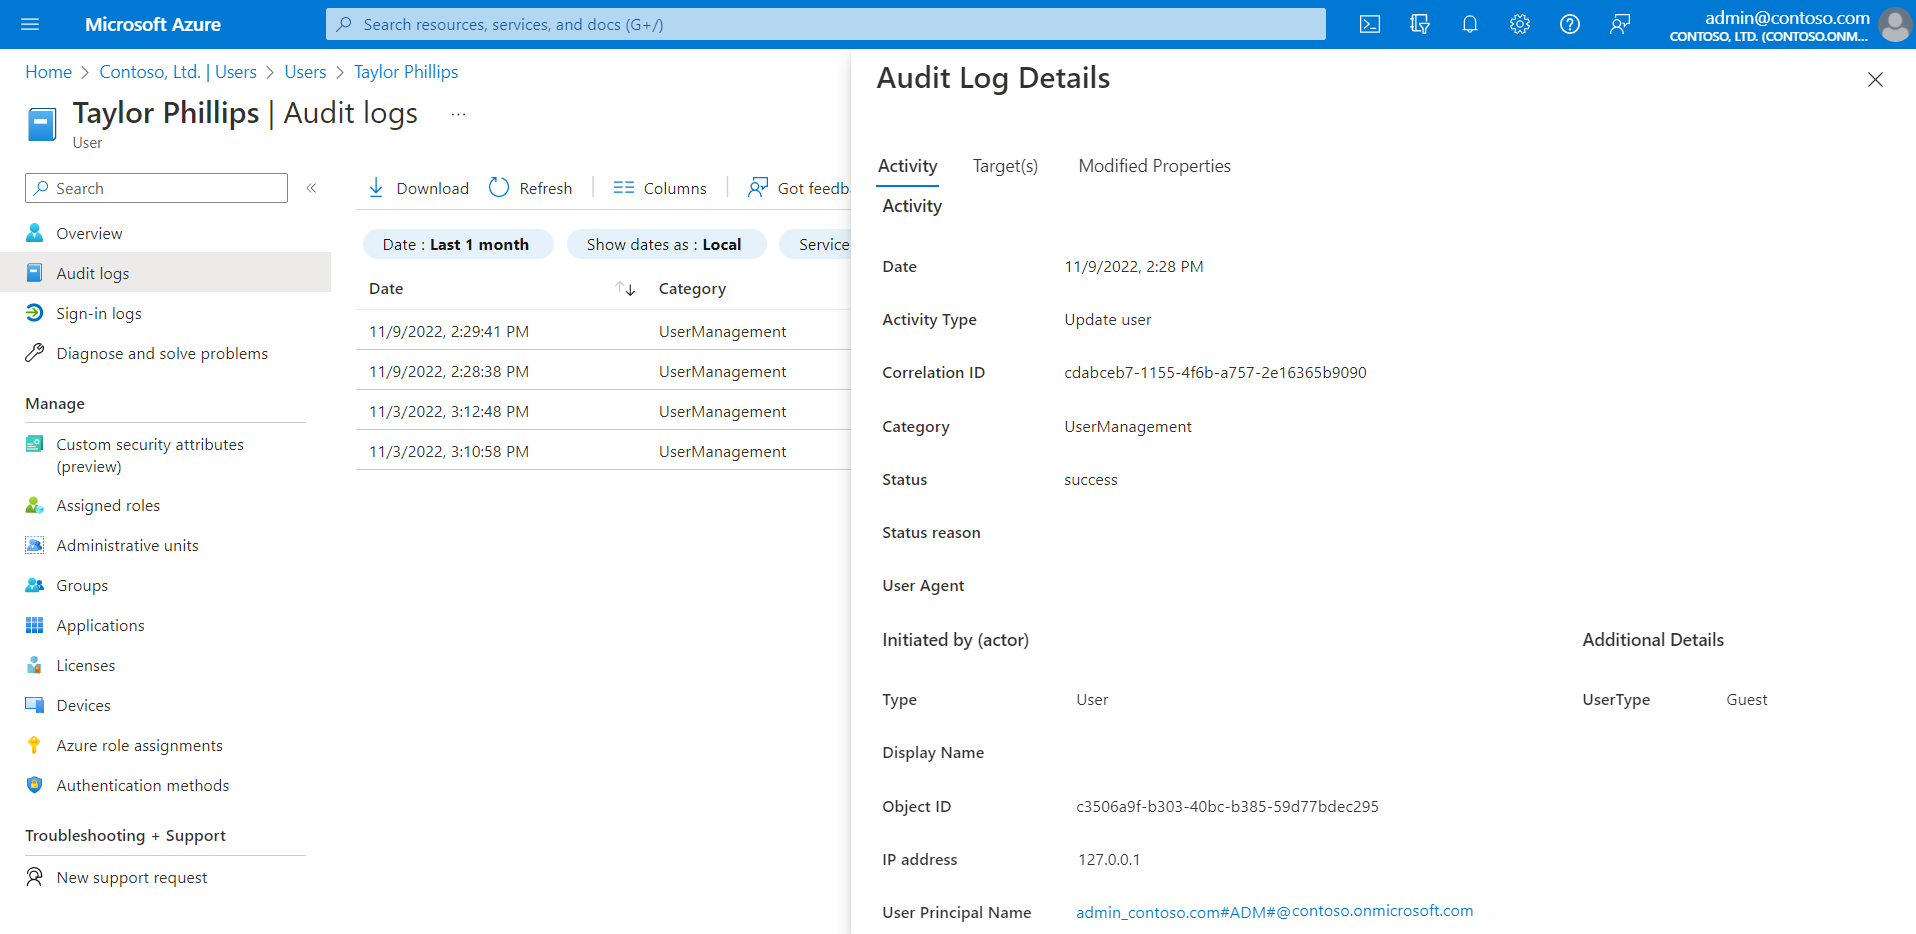 Microsoft Azure
Search resources, services, and docs (G+/)
admin@contoso.com
CONTOSO, LTD. (CONTOSO.ONM...
Home > Contoso, Ltd. | Users > Users > Taylor Phillips
Taylor Phillips | Audit logs ...
User
Search
«
Overview
Audit logs
Sign-in logs
Diagnose and solve problems
Manage
Custom security attributes
(preview)
Assigned roles
Administrative units
Groups
Applications
Licenses
Devices
Azure role assignments
Authentication methods
Troubleshooting + Support
New support request
Download Refresh Columns Got feedb
Date : Last 1 month Show dates as : Local Service
Date Category
11/9/2022, 2:29:41 PM UserManagement
11/9/2022, 2:28:38 PM UserManagement
11/3/2022, 3:12:48 PM UserManagement
11/3/2022, 3:10:58 PM UserManagement
Audit Log Details
Activity Target(s) Modified Properties
Activity
Date 11/9/2022, 2:28 PM
Activity Type Update user
Correlation ID cdabceb7-1155-4f6b-a757-2e16365b9090
Category UserManagement
Status success
Status reason
User Agent
Initiated by (actor) Additional Details
Type User UserType Guest
Display Name
Object ID c3506a9f-b303-40bc-b385-59d77bdec295
IP address 127.0.0.1
User Principal Name admin_contoso.com#ADM#@contoso.onmicrosoft.com